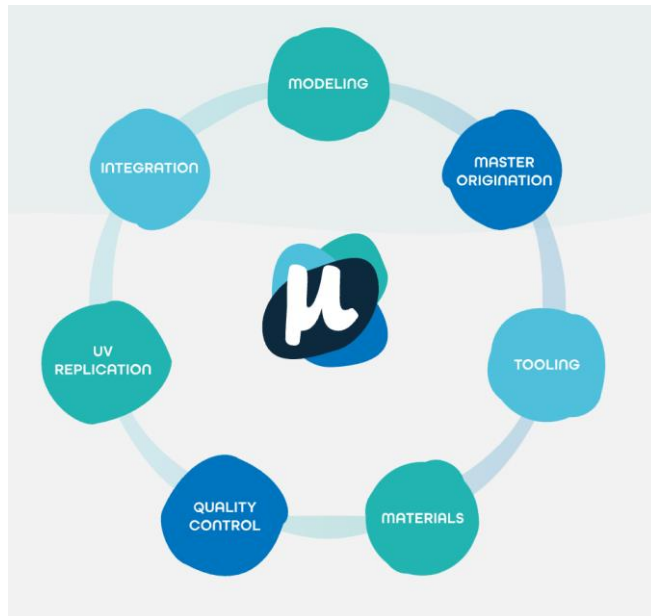 MODELING
MASTER
ORIGINATION
TOOLING
MATERIALS
QUALITY
CONTROL
UV
REPLICATION
INTEGRATION
μ